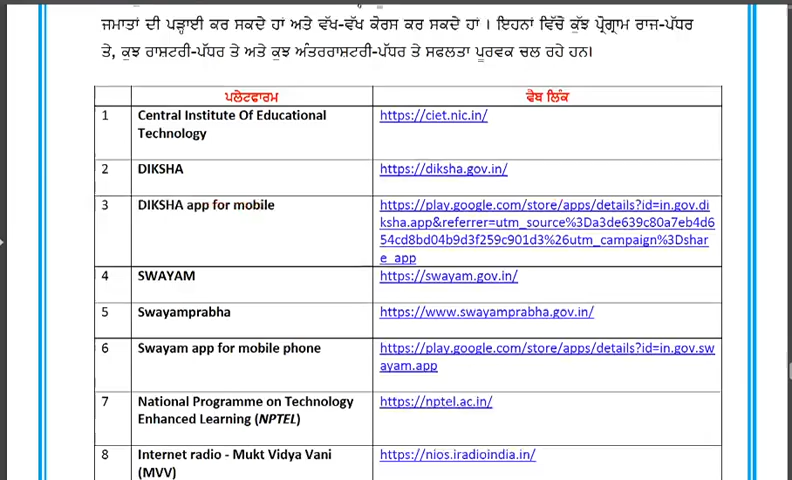 ਜਮਾਤਾਂ ਦੀ ਪੜ੍ਹਾਈ ਕਰ ਸਕਦੇ ਹਾਂ ਅਤੇ ਵੱਖ-ਵੱਖ ਕੋਰਸ ਕਰ ਸਕਦੇ ਹਾਂ । ਇਹਨਾਂ ਵਿੱਚੋਂ ਕੁੱਝ ਪ੍ਰੋਗ੍ਰਾਮ ਰਾਜ-ਪੱਧਰ
ਤੇ, ਕੁਝ ਰਾਸ਼ਟਰੀ-ਪੱਧਰ ਤੇ ਅਤੇ ਕੁਝ ਅੰਤਰਰਾਸ਼ਟਰੀ-ਪੱਧਰ ਤੇ ਸਫਲਤਾ ਪੂਰਵਕ ਚਲ ਰਹੇ ਹਨ।
ਪਲੇਟਫਾਰਮ ਵੈਬ ਲਿੰਕ
1 Central Institute Of Educational https://ciet.nic.in/
Technology
2 DIKSHA https://diksha.gov.in/
3 DIKSHA app for mobile https://play.google.com/store/apps/details?id=in.gov.di
ksha.app&referrer=utm_source%3Da3de639c80a7eb4d6
54cd8bd04b9d3f259c901d3%26utm_campaign%3Dshar
e_app
4 SWAYAM https://swayam.gov.in/
5 Swayamprabha https://www.swayamprabha.gov.in/
6 Swayam app for mobile phone https://play.google.com/store/apps/details?id=in.gov.sw
ayam.app
7 National Programme on Technology https://nptel.ac.in/
Enhanced Learning (NPTEL)
8 Internet radio - Mukt Vidya Vani https://nios.iradioindia.in/
(MVV)